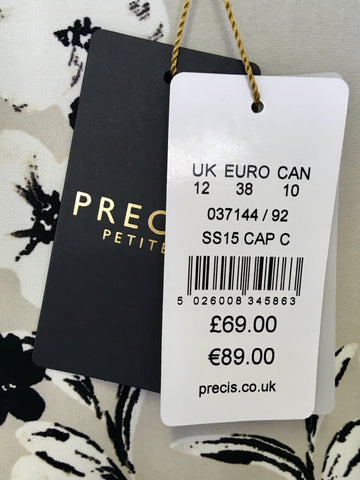 PRECIS
PETITE
UK EURO CAN
12 38 10
037144 / 92
SS15 CAP C
5 026008 345863
£69.00
€89.00
precis.co.uk